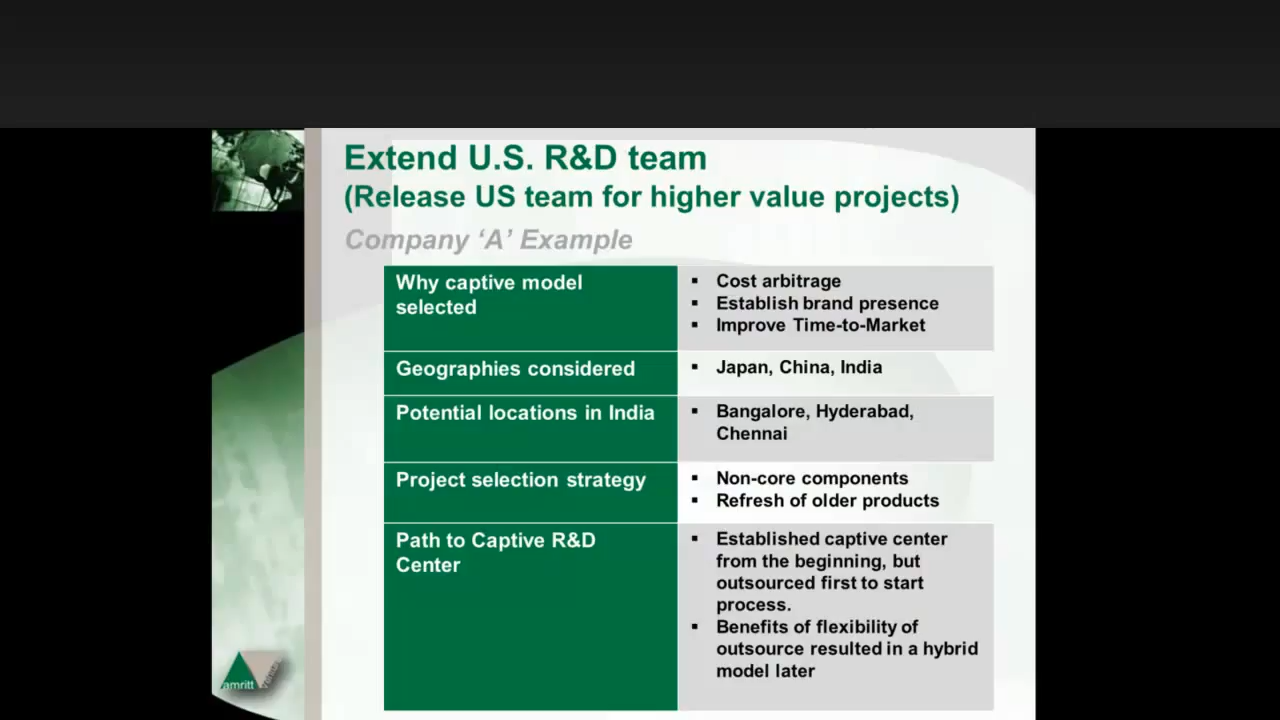 Extend U.S. R&D team
(Release US team for higher value projects)
Company ‘A’ Example
Why captive model
selected
▪ Cost arbitrage
▪ Establish brand presence
▪ Improve Time-to-Market
Geographies considered
▪ Japan, China, India
Potential locations in India
▪ Bangalore, Hyderabad,
Chennai
Project selection strategy
▪ Non-core components
▪ Refresh of older products
Path to Captive R&D
Center
▪ Established captive center
from the beginning, but
outsourced first to start
process.
▪ Benefits of flexibility of
outsource resulted in a hybrid
model later
amritt